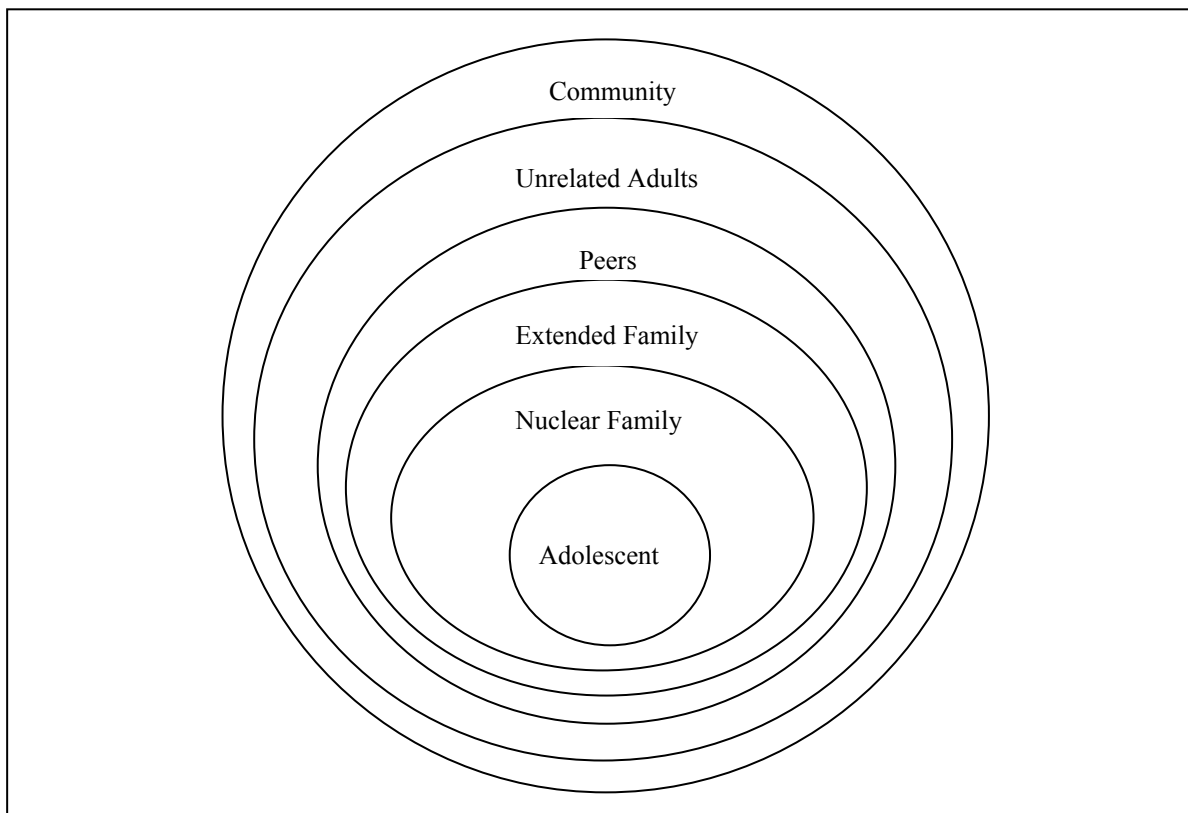 Community
Unrelated Adults
Peers
Extended Family
Nuclear Family
Adolescent